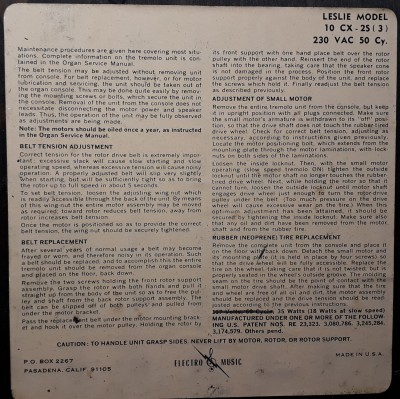 LESLIE MODEL
10 CX-25(3)
230 VAC 50 Cy.
Maintenance procedures are given here covering most situ-
ations. Complete information on the tremolo unit is contain-
ed in the Organ Service Manual.
The belt tension may be adjusted without removing unit
from console. For belt replacement, however, or for motor
lubrication and servicing, the unit should be taken out of
the organ console. This may be done quite easily by remov-
ing the mounting screws or bolts, which secure the unit to
the console. Removal of the unit from the console does not
necessitate disconnecting the motor power and speaker
leads. Thus, the operation of the unit may be fully observed
as adjustments are being made.
Note: The motors should be oiled once a year, as instructed
in the Organ Service Manual.
BELT TENSION ADJUSTMENT
Correct tension for the rotor drive belt is extremely import-
ant; excessive slack will cause slow starting and slow
operating speed, while excessive tension will cause noisy
operation. A properly adjusted belt will slip very slightly
When starting, but will be sufficiently tight so as to bring
the rotor up to full speed in about 5 seconds.
To set belt tension, loosen the adjusting wing-nut which
is readily accessible through the back of the unit. By means
of this wing-nut the entire motor assembly may be moved
as required; toward rotor reduces belt tension, away from
rotor increases belt tension.
Once the motor is positioned so as to provide the correct
belt tension, the wing nut should be securely tightened.
BELT REPLACEMENT
After several years of normal usage a belt may become
frayed or worn, and therefore noisy in its operation. Such
a belt should be replaced, and to accomplish this the entire
tremolo unit should be removed from the organ console
and placed on the floor, back down.
Remove the two screws holding the front rotor support
assembly. Grasp the rotor with both hands and pull it
straight up from the body of the unit so as to free the pul-
ley and shaft from the back rotor support assembly. The
belt can be slipped off of both pulleys and pulled from
under the motor bracket.
Pass the replacement belt under the motor mounting brack-
et and hook it over the motor pulley. Holding the rotor by
its front support with one hand place belt over the rotor
pulley with the other hand. Reinsert the end of the rotor
shaft into the bearing, taking care that the speaker cone
is not damaged in the process. Position the front rotor
support properly against the body of the unit, and replace
the screws which hold it. Finally readjust the belt tension
as described previously.
ADJUSTMENT OF SMALL MOTOR
Remove the entire tremolo unit from the console, but keep
it in upright position with all plugs connected. Make sure
the small motor's armature is withdrawn to its "off" posi-
tion, so that the end of its shaft does not touch the rubber
drive wheel. Check for correct belt tension, adjusting as
necessary, according to instructions given previously.
Locate the motor positioning bolt, which extends from the
mounting plate through the motor laminations, with lock-
nuts on both sides of the laminations.
Loosen the inside locknut. Then, with the small motor
operating (slow speed tremolo ON) tighten the outside
locknut until the motor shaft no longer touches the rubber-
tired drive wheel. Next, while holding the rotor so that it
cannot turn, loosen the outside locknut until motor shaft
engages drive wheel just enough to turn the rotor drive
pulley under the belt. (Too much pressure on the drive
wheel will cause excessive wear on the tire.) When this
optimum adjustment has been attained, it should be
secured by tightening the inside locknut. Make sure also
that any oil and dirt have been removed from the motor
shaft and from the rubber tire.
RUBBER (NEOPRENE) TIRE REPLACEMENT
Remove the complete unit from the console and place it
on the floor with back down. Detach the small motor and
its mounting plate (it is held in place by four screws) so
that the drive wheel will be fully accessible. Replace the
tire on the wheel, taking care that it is not twisted; but is
properly seated in the wheel's outside groove. The molding
seam on the tire should be at the point of contact with the
small motor drive shaft. After making sure that the tire
and shaft are free of all oil and dirt, the motor assembly
should be replaced and the drive tension should be read-
justed according to the previous instructions.
35 Watts (18 Watts at slow speed)
MANUFACTURED UNDER ONE OR MORE OF THE FOLLOW-
ING U.S. PATENT NOS. RE 23,323. 3,080,786. 3,245,284.
3,174,579. Others pend.
CAUTION: TO HANDLE UNIT GRASP SIDES. NEVER LIFT BY MOTOR, ROTOR, OR ROTOR SUPPORT.
P.O. BOX 2267
PASADENA, CALIF. 91105
ELECTRO MUSIC
MADE IN U.S.A.